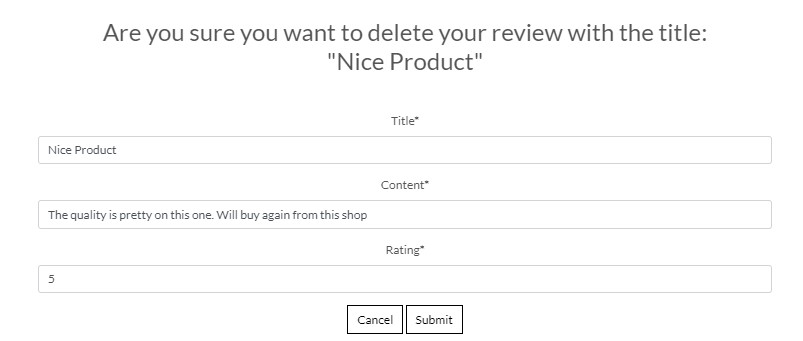 Are you sure you want to delete your review with the title:
"Nice Product"
Title*
Nice Product
Content*
The quality is pretty on this one. Will buy again from this shop
Rating*
5
Cancel Submit